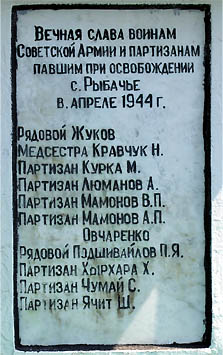 Вечная слава воинам
Советской Армии и партизанам
павшим при освобождении
с. Рыбачье
в апреле 1944 г.
Рядовой Жуков
Медсестра Кравчук Н.
Партизан Курка М.
Партизан Люманов А.
Партизан Мамонов В.П.
Партизан Мамонов А.П.
Овчаренко
Рядовой Подшивайлов П.Я.
Партизан Хырхара Х.
Партизан Чумай С.
Партизан Ячит Ш.